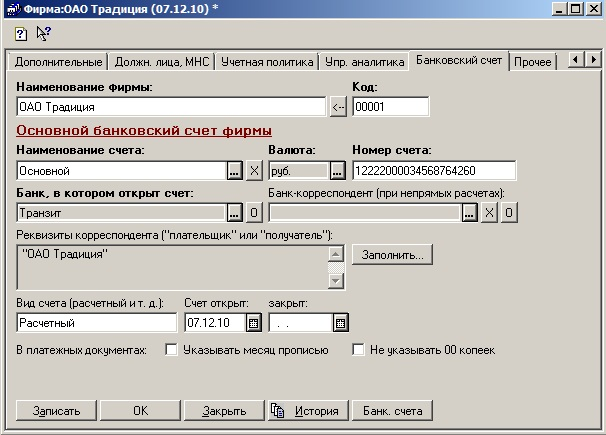 Фирма:ОАО Традиция (07.12.10) *
Дополнительные Должн. лица, МНС Учетная политика Упр. аналитика Банковский счет Прочее
Наименование фирмы: Код:
ОАО Традиция <-- 00001
Основной банковский счет фирмы
Наименование счета: Валюта: Номер счета:
Основной ... X руб. ... 12222000034568764260
Банк, в котором открыт счет: Банк-корреспондент (при непрямых расчетах):
Транзит ... О ... X О
Реквизиты корреспондента ("плательщик" или "получатель"):
"ОАО Традиция" Заполнить...
Вид счета (расчетный и т. д.): Счет открыт: закрыт:
Расчетный 07.12.10 . .
В платежных документах: Указывать месяц прописью Не указывать 00 копеек
Записать OK Закрыть История Банк. счета